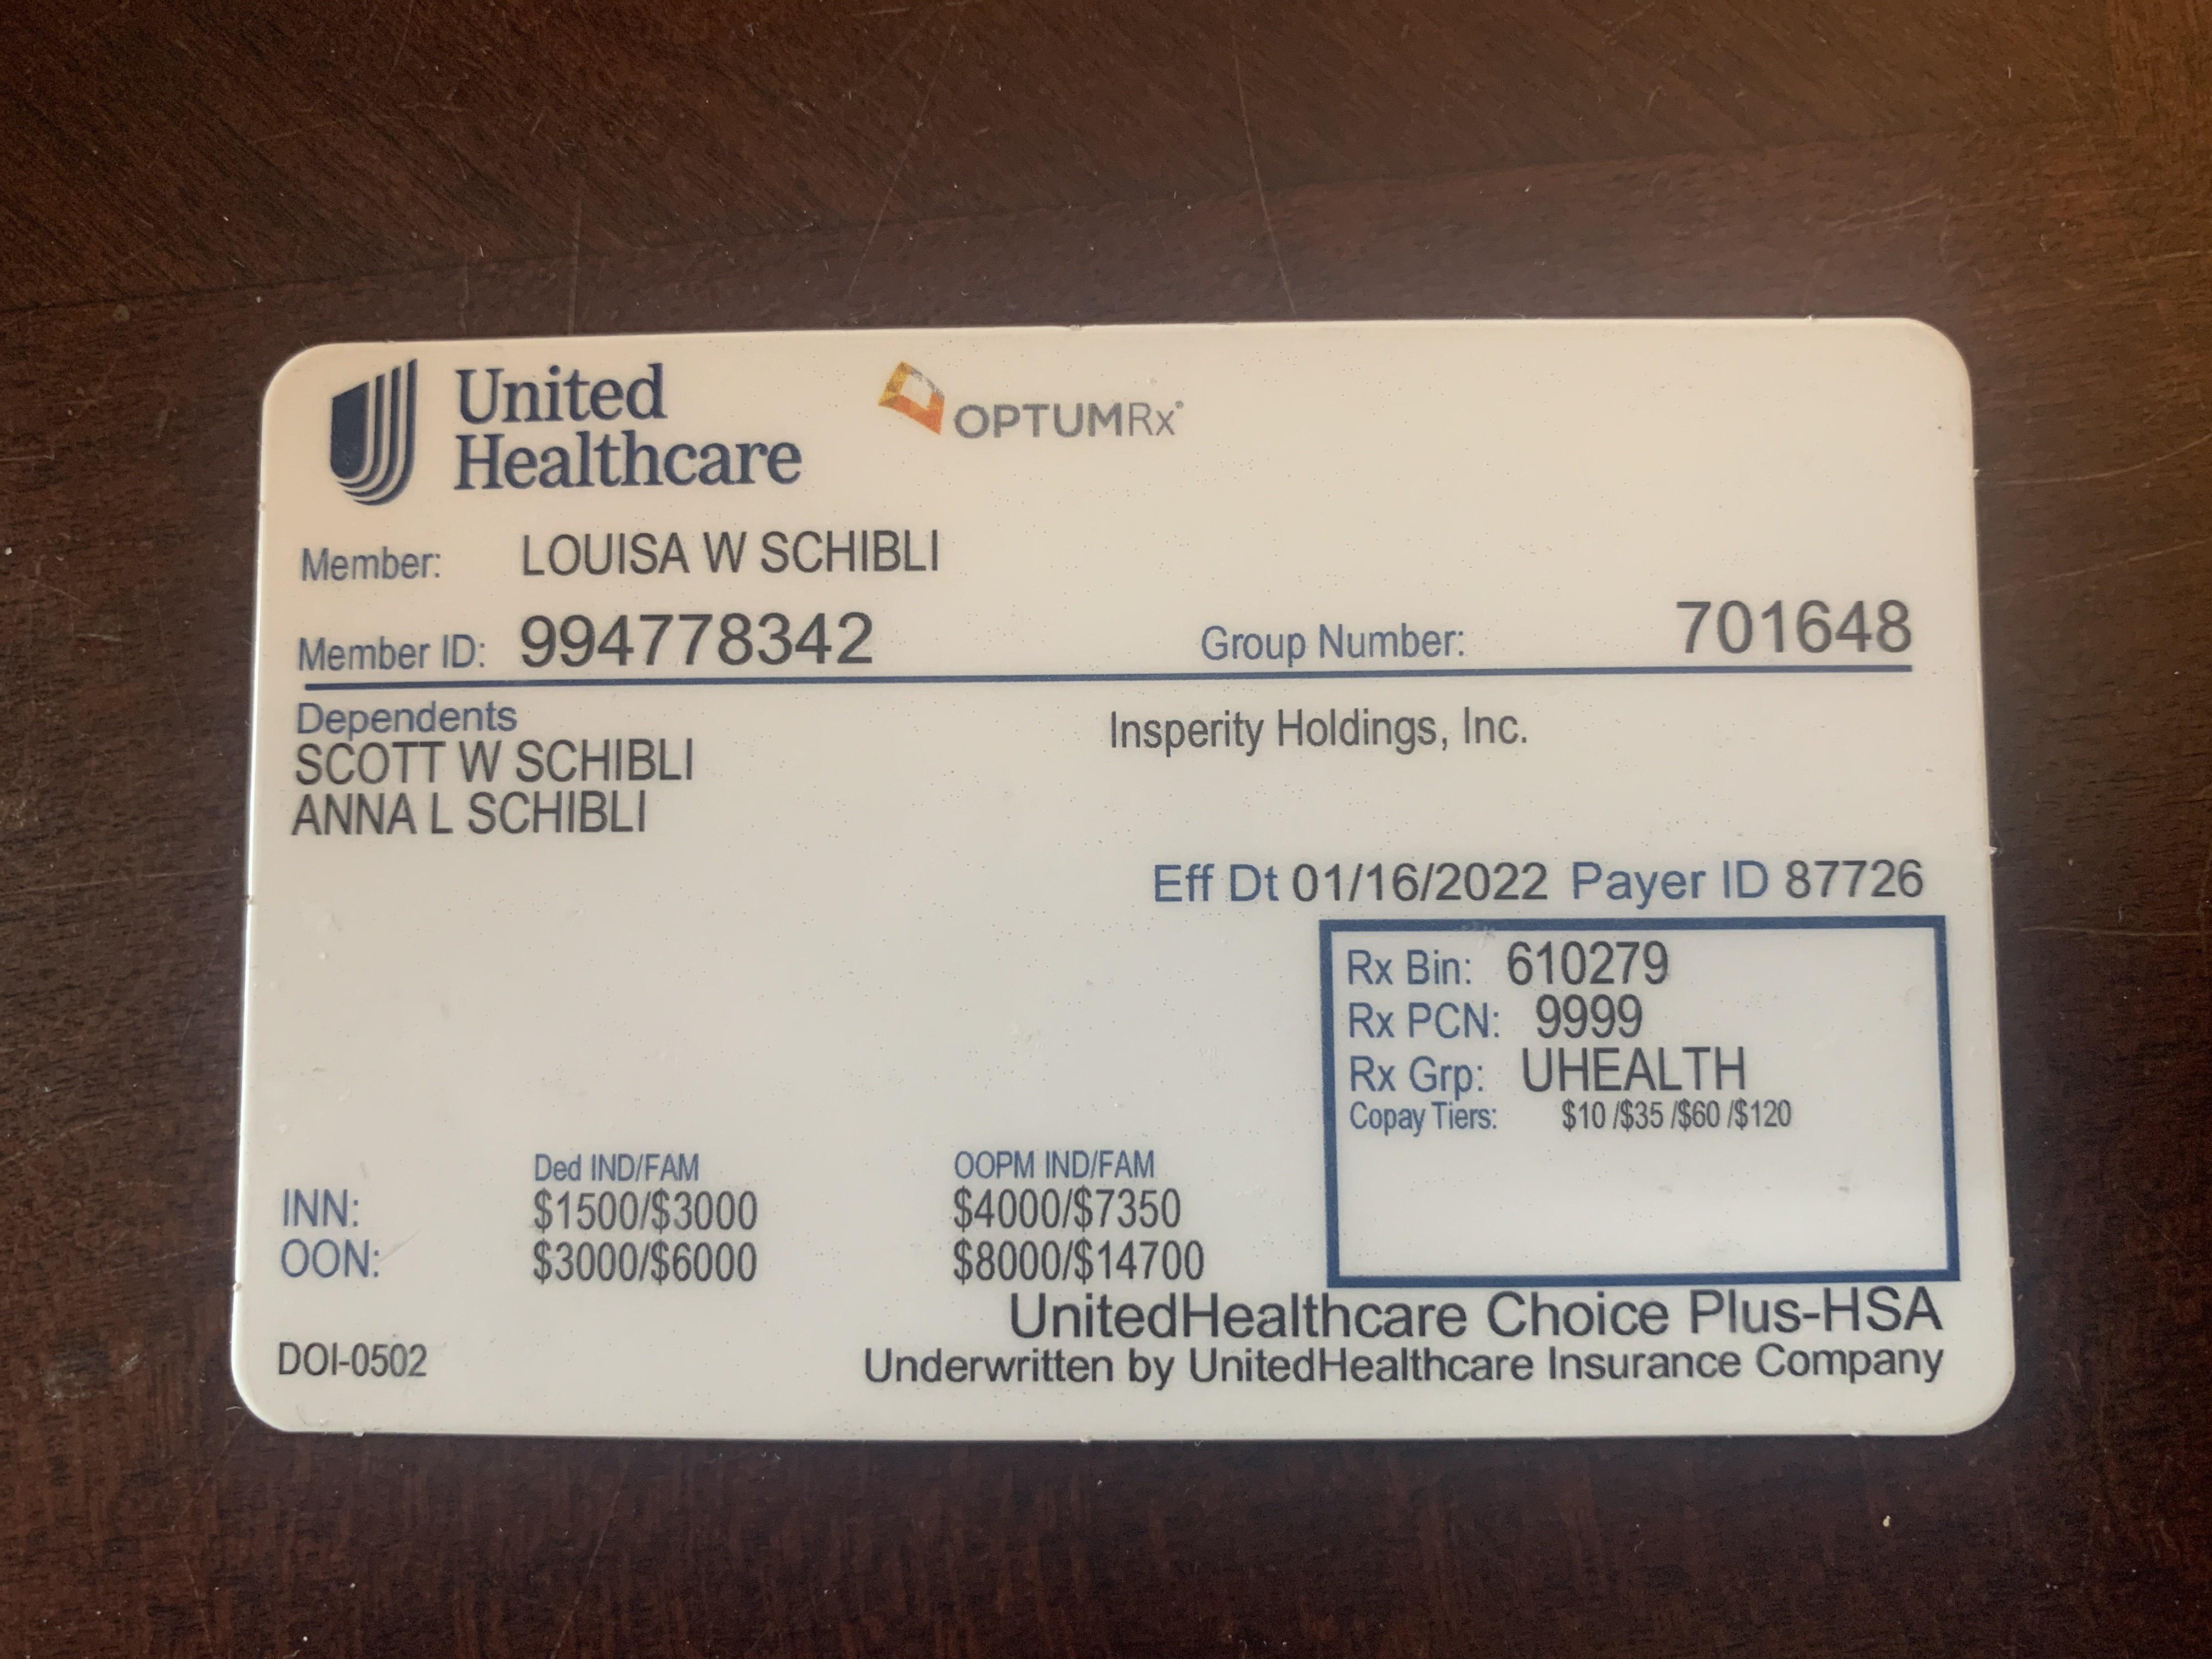 United
Healthcare
OPTUMRx®
Member: LOUISA W SCHIBLI
Member ID: 994778342 Group Number: 701648
Dependents
SCOTT W SCHIBLI
ANNA L SCHIBLI
Insperity Holdings, Inc.
Eff Dt 01/16/2022 Payer ID 87726
Rx Bin: 610279
Rx PCN: 9999
Rx Grp: UHEALTH
Copay Tiers: $10 /$35 /$60 /$120
Ded IND/FAM OOPM IND/FAM
INN: $1500/$3000 $4000/$7350
OON: $3000/$6000 $8000/$14700
UnitedHealthcare Choice Plus-HSA
DOI-0502 Underwritten by UnitedHealthcare Insurance Company